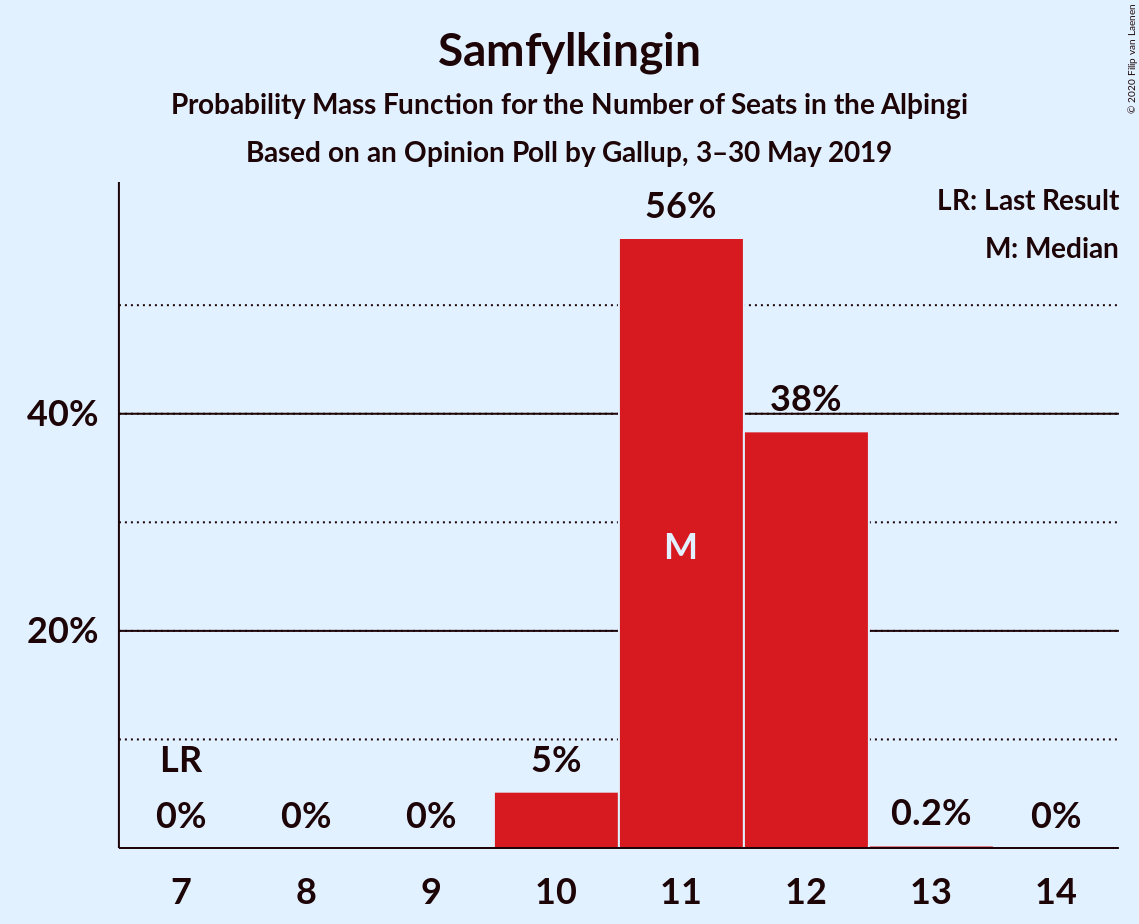 Samfylkingin
Probability Mass Function for the Number of Seats in the Alþingi
Based on an Opinion Poll by Gallup, 3–30 May 2019
© 2020 Filip van Laenen
LR: Last Result
M: Median
56%
40%
38%
M
20%
LR
5%
0%
0%
0%
0.2%
0%
7 8 9 10 11 12 13 14